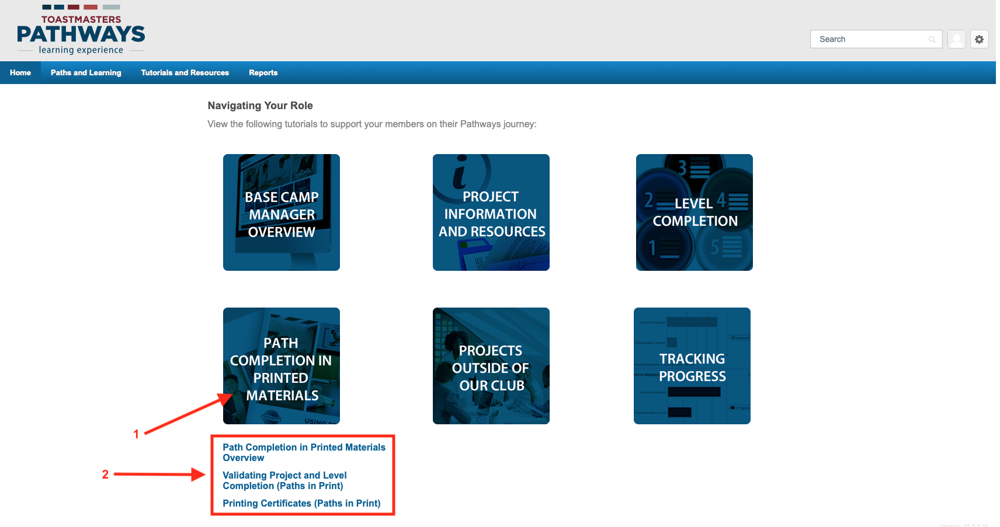 TOASTMASTERS
PATHWAYS
learning experience
Search
Home Paths and Learning Tutorials and Resources Reports
Navigating Your Role
View the following tutorials to support your members on their Pathways journey:
BASE CAMP
MANAGER
OVERVIEW
PROJECT
INFORMATION
AND RESOURCES
3
2
4
1
5
LEVEL
COMPLETION
PATH
COMPLETION IN
PRINTED
MATERIALS
PROJECTS
OUTSIDE OF
OUR CLUB
TRACKING
PROGRESS
1
2
Path Completion in Printed Materials
Overview
Validating Project and Level
Completion (Paths in Print)
Printing Certificates (Paths in Print)